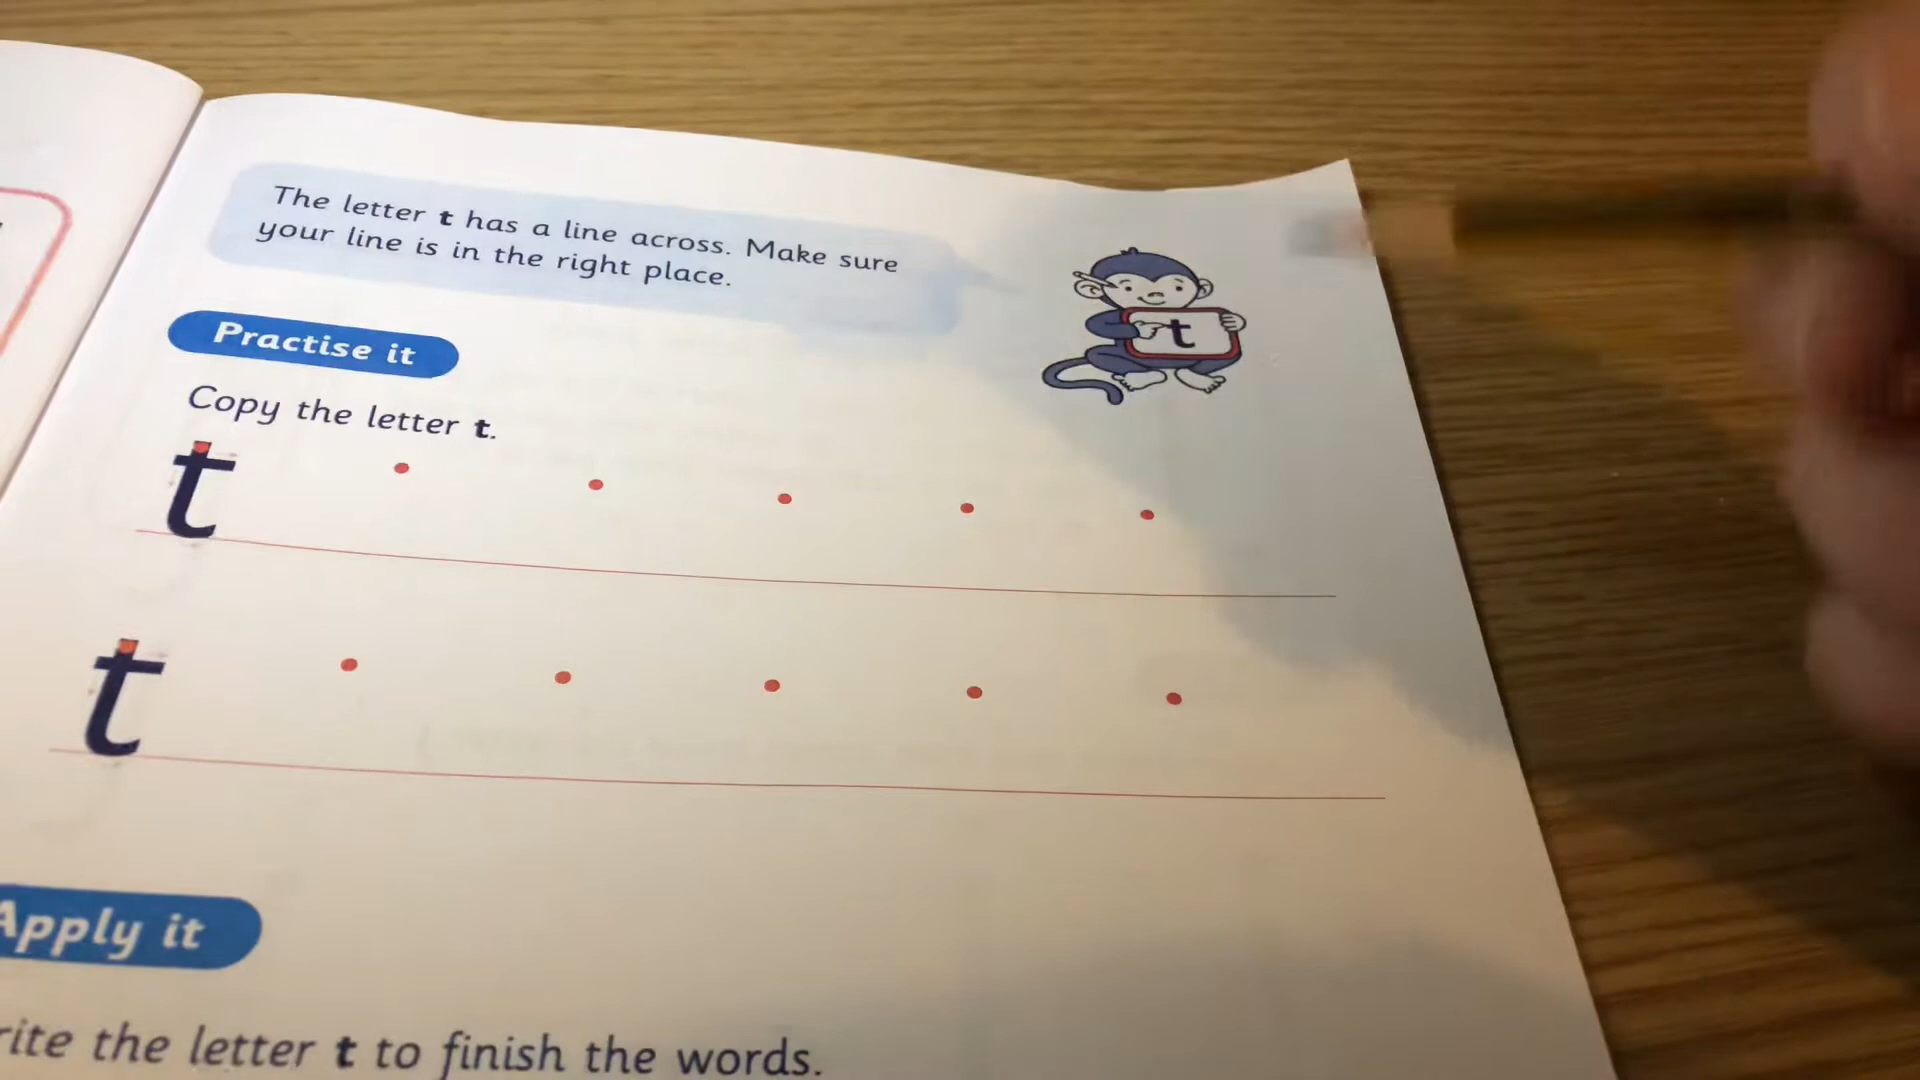 The letter t has a line across. Make sure
your line is in the right place.
t
Practise it
Copy the letter t.
t
t
Apply it
the letter t to finish the words.